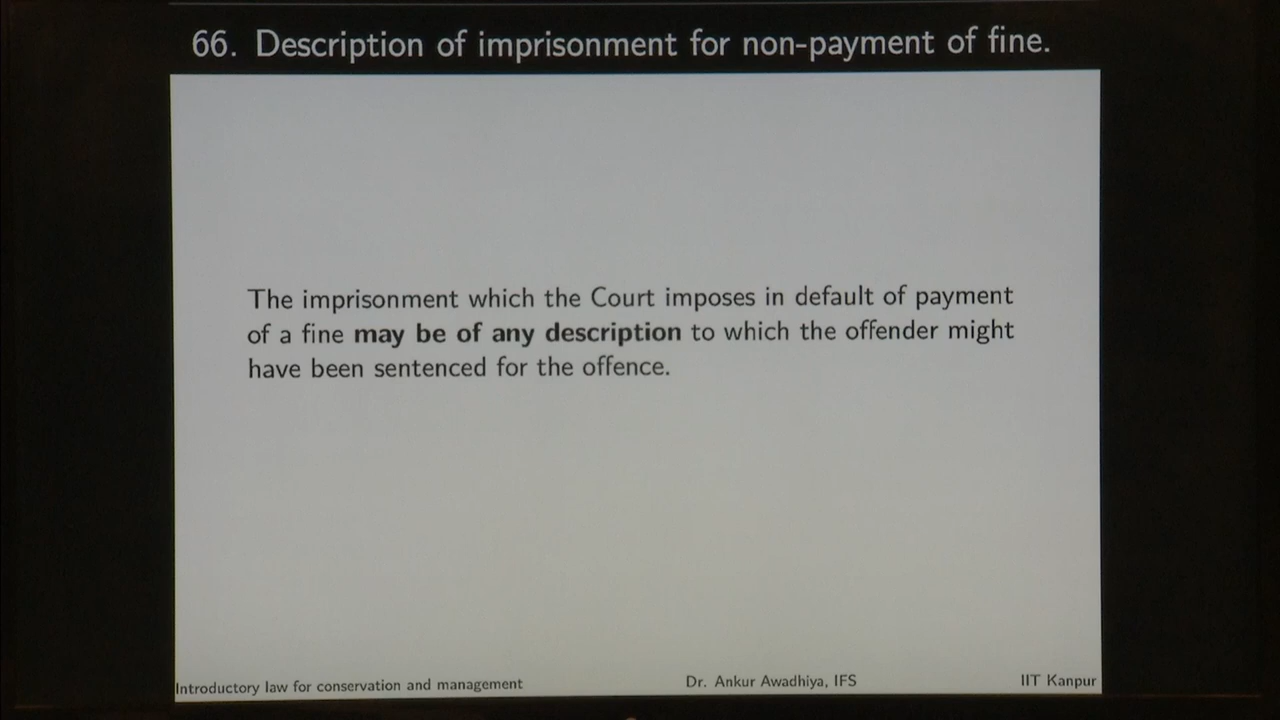 66. Description of imprisonment for non-payment of fine.
The imprisonment which the Court imposes in default of payment
of a fine may be of any description to which the offender might
have been sentenced for the offence.
Introductory law for conservation and management Dr. Ankur Awadhiya, IFS IIT Kanpur